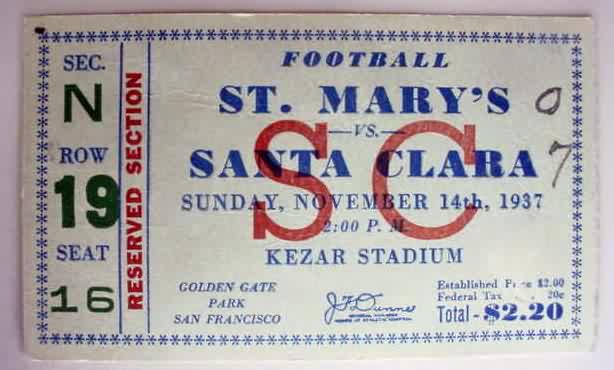 SEC.
N
ROW
19
SEAT
16
RESERVED SECTION
FOOTBALL
ST. MARY'S 0
VS.
SANTA CLARA 7
SC
SUNDAY, NOVEMBER 14th, 1937
2:00 P. M.
KEZAR STADIUM
GOLDEN GATE
PARK
SAN FRANCISCO
Established Price $2.00
Federal Tax 20c
Total - $2.20